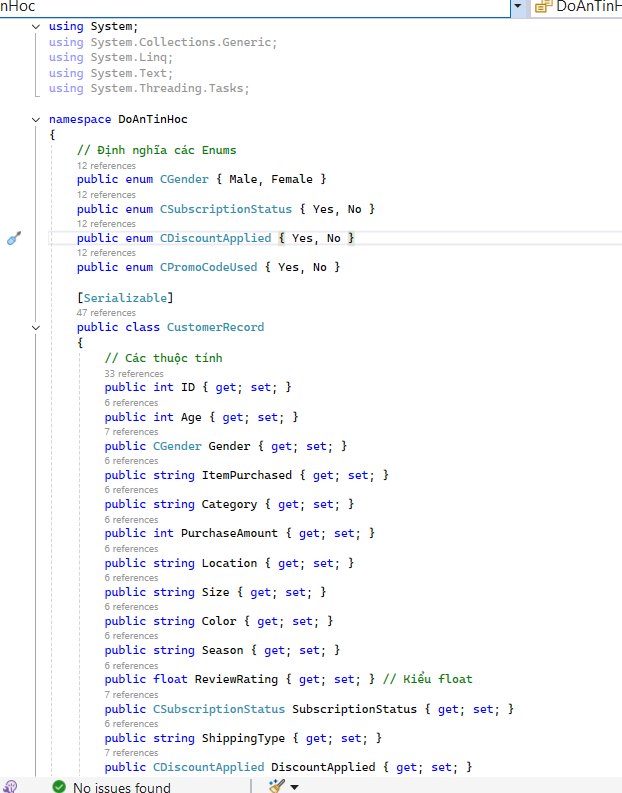 nHoc
DoAnTinHoc
using System;
using System.Collections.Generic;
using System.Linq;
using System.Text;
using System.Threading.Tasks;
namespace DoAnTinHoc
{
// Định nghĩa các Enums
12 references
public enum CGender { Male, Female }
12 references
public enum CSubscriptionStatus { Yes, No }
12 references
public enum CDiscountApplied { Yes, No }
12 references
public enum CPromoCodeUsed { Yes, No }
[Serializable]
47 references
public class CustomerRecord
{
// Các thuộc tính
33 references
public int ID { get; set; }
6 references
public int Age { get; set; }
7 references
public CGender Gender { get; set; }
6 references
public string ItemPurchased { get; set; }
6 references
public string Category { get; set; }
6 references
public int PurchaseAmount { get; set; }
6 references
public string Location { get; set; }
6 references
public string Size { get; set; }
6 references
public string Color { get; set; }
6 references
public string Season { get; set; }
6 references
public float ReviewRating { get; set; } // Kiểu float
7 references
public CSubscriptionStatus SubscriptionStatus { get; set; }
6 references
public string ShippingType { get; set; }
7 references
public CDiscountApplied DiscountApplied { get; set; }
No issues found